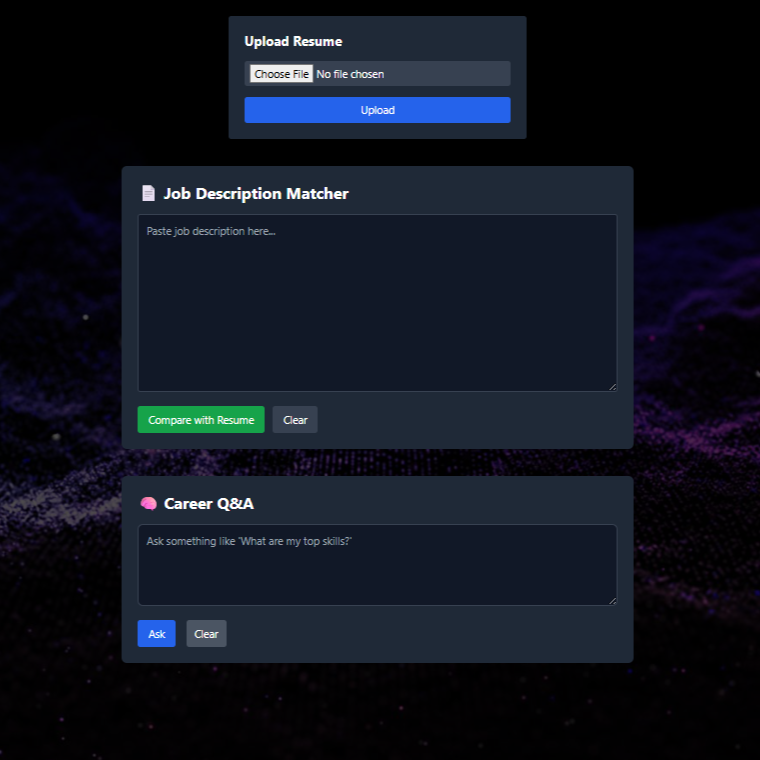 Upload Resume
Choose File No file chosen
Upload
Job Description Matcher
Paste job description here...
Compare with Resume Clear
Career Q&A
Ask something like "What are my top skills?"
Ask Clear